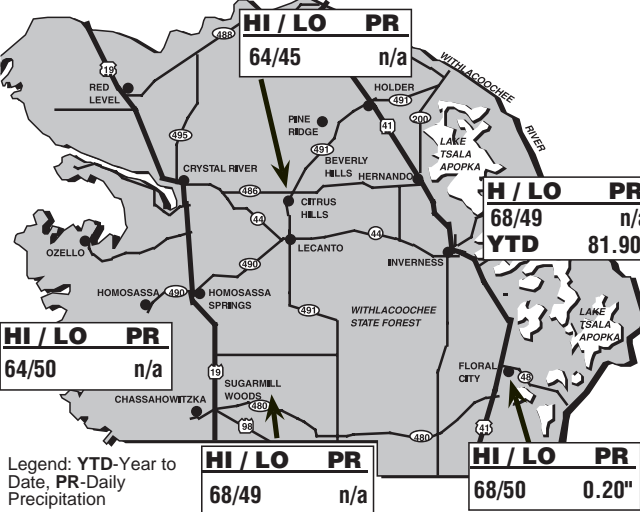 HI / LO PR
64/45 n/a
488
WITHLACOOCHEE
RIVER
19
RED
LEVEL
HOLDER
491
200
41
PINE
RIDGE
495
491
LAKE
TSALA
APOPKA
BEVERLY
HILLS
CRYSTAL RIVER
HERNANDO
486
HI / LO PR
68/49 n/a
YTD 81.90
CITRUS
HILLS
44
44
LECANTO
OZELLO
INVERNESS
490
HOMOSASSA
490
HOMOSASSA
SPRINGS
491
WITHLACOOCHEE
STATE FOREST
LAKE
TSALA
APOPKA
HI / LO PR
64/50 n/a
19
FLORAL
CITY
48
SUGARMILL
WOODS
CHASSAHOWITZKA
480
98
41
480
Legend: YTD-Year to
Date, PR-Daily
Precipitation
HI / LO PR
68/49 n/a
HI / LO PR
68/50 0.20"